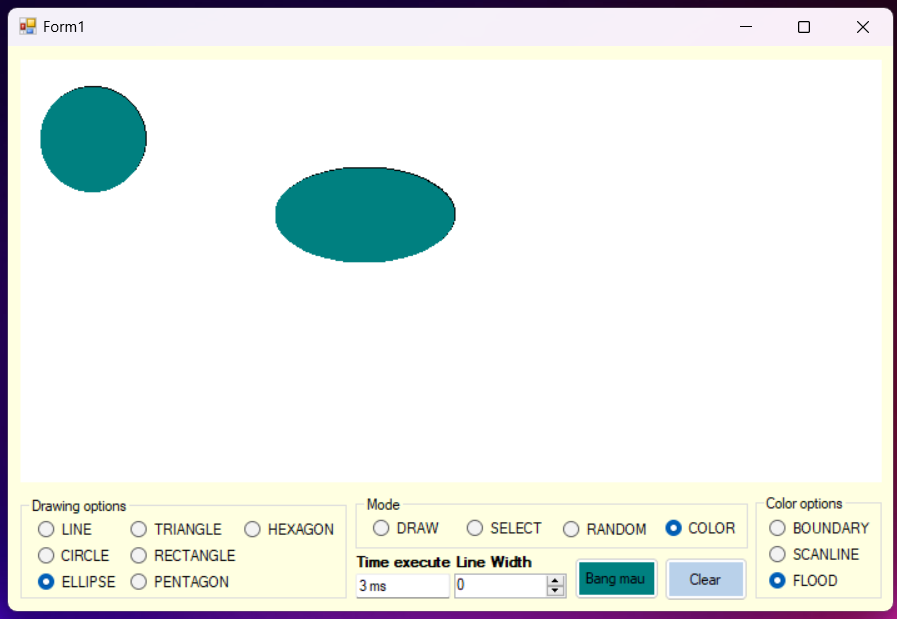 Form1
Drawing options
LINE TRIANGLE HEXAGON
CIRCLE RECTANGLE
ELLIPSE PENTAGON
Mode
DRAW SELECT RANDOM COLOR
Time execute Line Width
3 ms 0 Bang mau Clear
Color options
BOUNDARY
SCANLINE
FLOOD